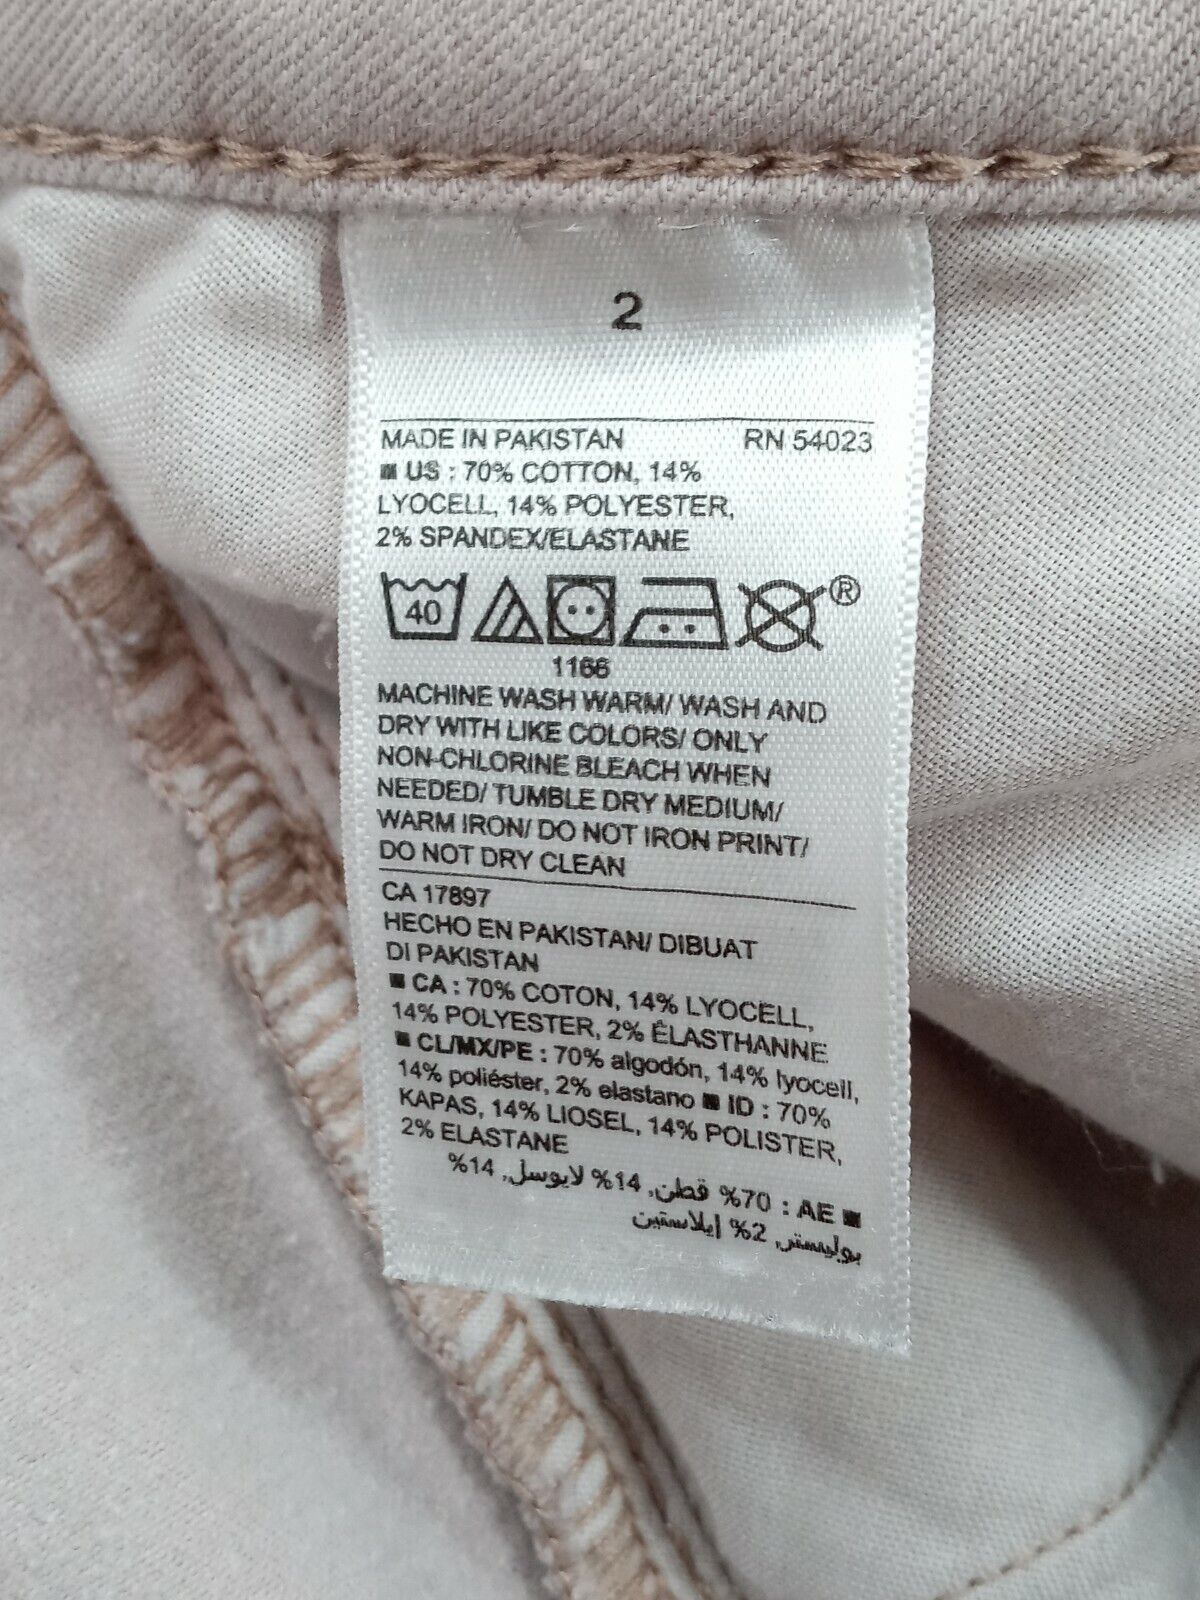 2
MADE IN PAKISTAN RN 54023
■ US : 70% COTTON, 14%
LYOCELL, 14% POLYESTER,
2% SPANDEX/ELASTANE
40 ®
1166
MACHINE WASH WARM/ WASH AND
DRY WITH LIKE COLORS/ ONLY
NON-CHLORINE BLEACH WHEN
NEEDED/ TUMBLE DRY MEDIUM/
WARM IRON/ DO NOT IRON PRINT/
DO NOT DRY CLEAN
CA 17897
HECHO EN PAKISTAN/ DIBUAT
DI PAKISTAN
■ CA : 70% COTON, 14% LYOCELL,
14% POLYESTER, 2% ÉLASTHANNE
■ CL/MX/PE : 70% algodón, 14% lyocell,
14% poliéster, 2% elastano ■ ID : 70%
KAPAS, 14% LIOSEL, 14% POLISTER,
2% ELASTANE
■ AE : 70% قطن, 14% لايوسل, 14%
بوليستر, 2% إيلاستين